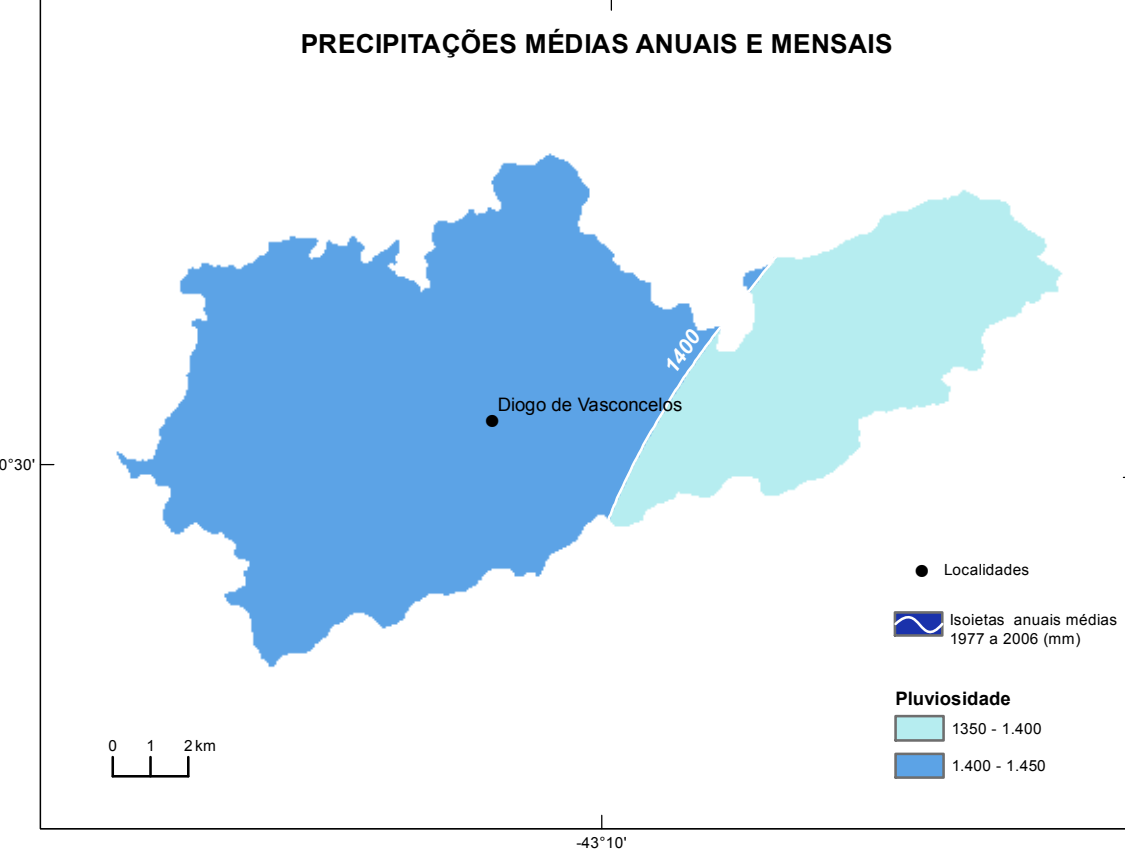 PRECIPITAÇÕES MÉDIAS ANUAIS E MENSAIS
1400
Diogo de Vasconcelos
0°30'
Localidades
Isoietas anuais médias
1977 a 2006 (mm)
Pluviosidade
1350 - 1.400
1.400 - 1.450
0 1 2 km
-43°10'